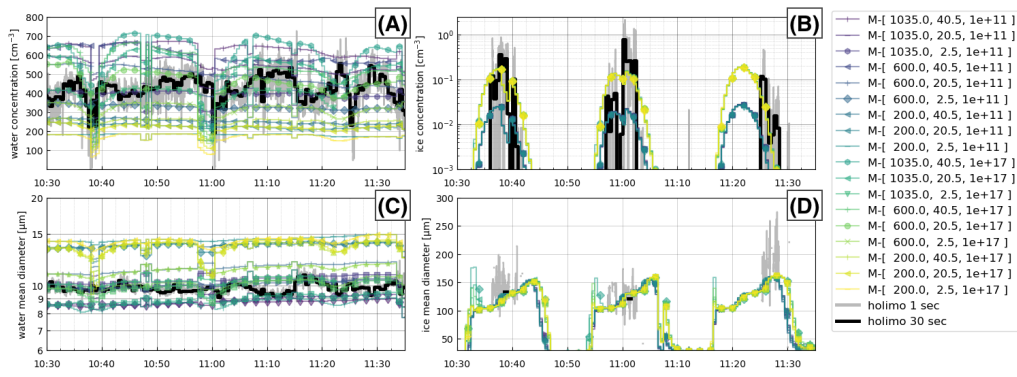 (A)
water concentration [cm⁻³]
800
700
600
500
400
300
200
100
10:30 10:40 10:50 11:00 11:10 11:20 11:30
(B)
ice concentration [cm⁻³]
10⁰
10⁻¹
10⁻²
10⁻³
10:30 10:40 10:50 11:00 11:10 11:20 11:30
(C)
water mean diameter [µm]
20
15
10
9
8
7
6
10:30 10:40 10:50 11:00 11:10 11:20 11:30
(D)
ice mean diameter [µm]
300
250
200
150
100
50
10:30 10:40 10:50 11:00 11:10 11:20 11:30
M-[ 1035.0, 40.5, 1e+11 ]
M-[ 1035.0, 20.5, 1e+11 ]
M-[ 1035.0, 2.5, 1e+11 ]
M-[ 600.0, 40.5, 1e+11 ]
M-[ 600.0, 20.5, 1e+11 ]
M-[ 600.0, 2.5, 1e+11 ]
M-[ 200.0, 40.5, 1e+11 ]
M-[ 200.0, 20.5, 1e+11 ]
M-[ 200.0, 2.5, 1e+11 ]
M-[ 1035.0, 40.5, 1e+17 ]
M-[ 1035.0, 20.5, 1e+17 ]
M-[ 1035.0, 2.5, 1e+17 ]
M-[ 600.0, 40.5, 1e+17 ]
M-[ 600.0, 20.5, 1e+17 ]
M-[ 600.0, 2.5, 1e+17 ]
M-[ 200.0, 40.5, 1e+17 ]
M-[ 200.0, 20.5, 1e+17 ]
M-[ 200.0, 2.5, 1e+17 ]
holimo 1 sec
holimo 30 sec